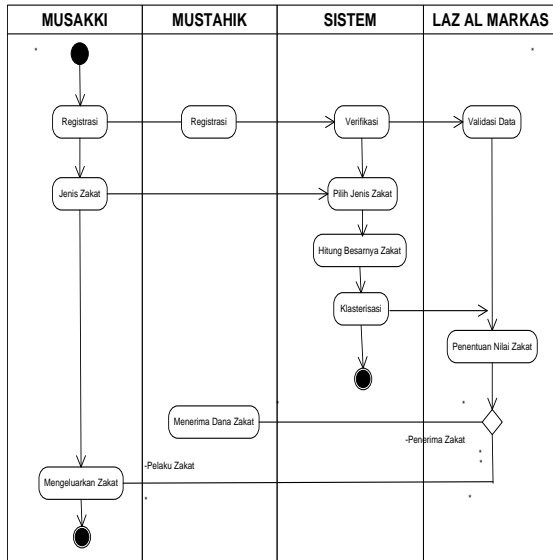 MUSAKKI MUSTAHIK SISTEM LAZ AL MARKAS
Registrasi Registrasi Verifikasi Validasi Data
Jenis Zakat Pilih Jenis Zakat
Hitung Besarnya Zakat
Klasterisasi
Penentuan Nilai Zakat
Menerima Dana Zakat
-Penerima Zakat
-Pelaku Zakat
Mengeluarkan Zakat